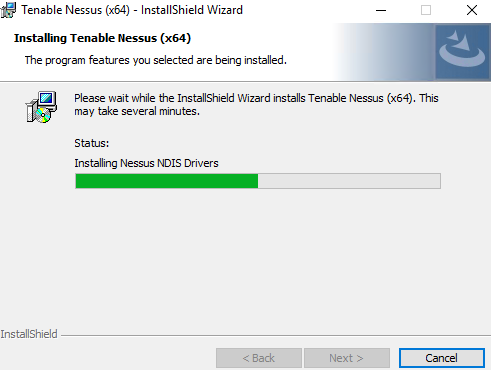 Tenable Nessus (x64) - InstallShield Wizard
Installing Tenable Nessus (x64)
The program features you selected are being installed.
Please wait while the InstallShield Wizard installs Tenable Nessus (x64). This
may take several minutes.
Status:
Installing Nessus NDIS Drivers
InstallShield
< Back
Next >
Cancel